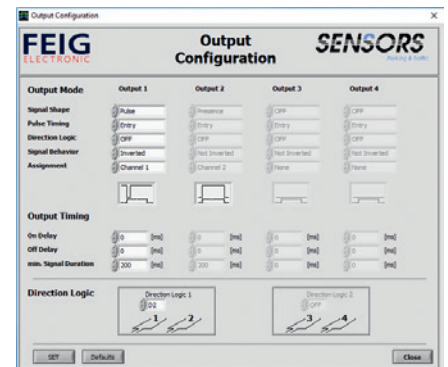 Output Configuration
FEIG
ELECTRONIC
Output
Configuration
SENSORS
Parking & Traffic
Output Mode Output 1 Output 2 Output 3 Output 4
Signal Shape Pulse Presence OFF OFF
Pulse Timing Entry Entry Entry Entry
Direction Logic OFF OFF OFF OFF
Signal Behavior Inverted Not Inverted Not Inverted Not Inverted
Assignment Channel 1 Channel 2 None None
Output Timing
On Delay 0 [ms] 0 [ms] 0 [ms] 0 [ms]
Off Delay 0 [ms] 0 [ms] 0 [ms] 0 [ms]
min. Signal Duration 200 [ms] 200 [ms] 0 [ms] 0 [ms]
Direction Logic Direction Logic 1 Direction Logic 2
D2 OFF
1 2 3 4
SET Defaults Close